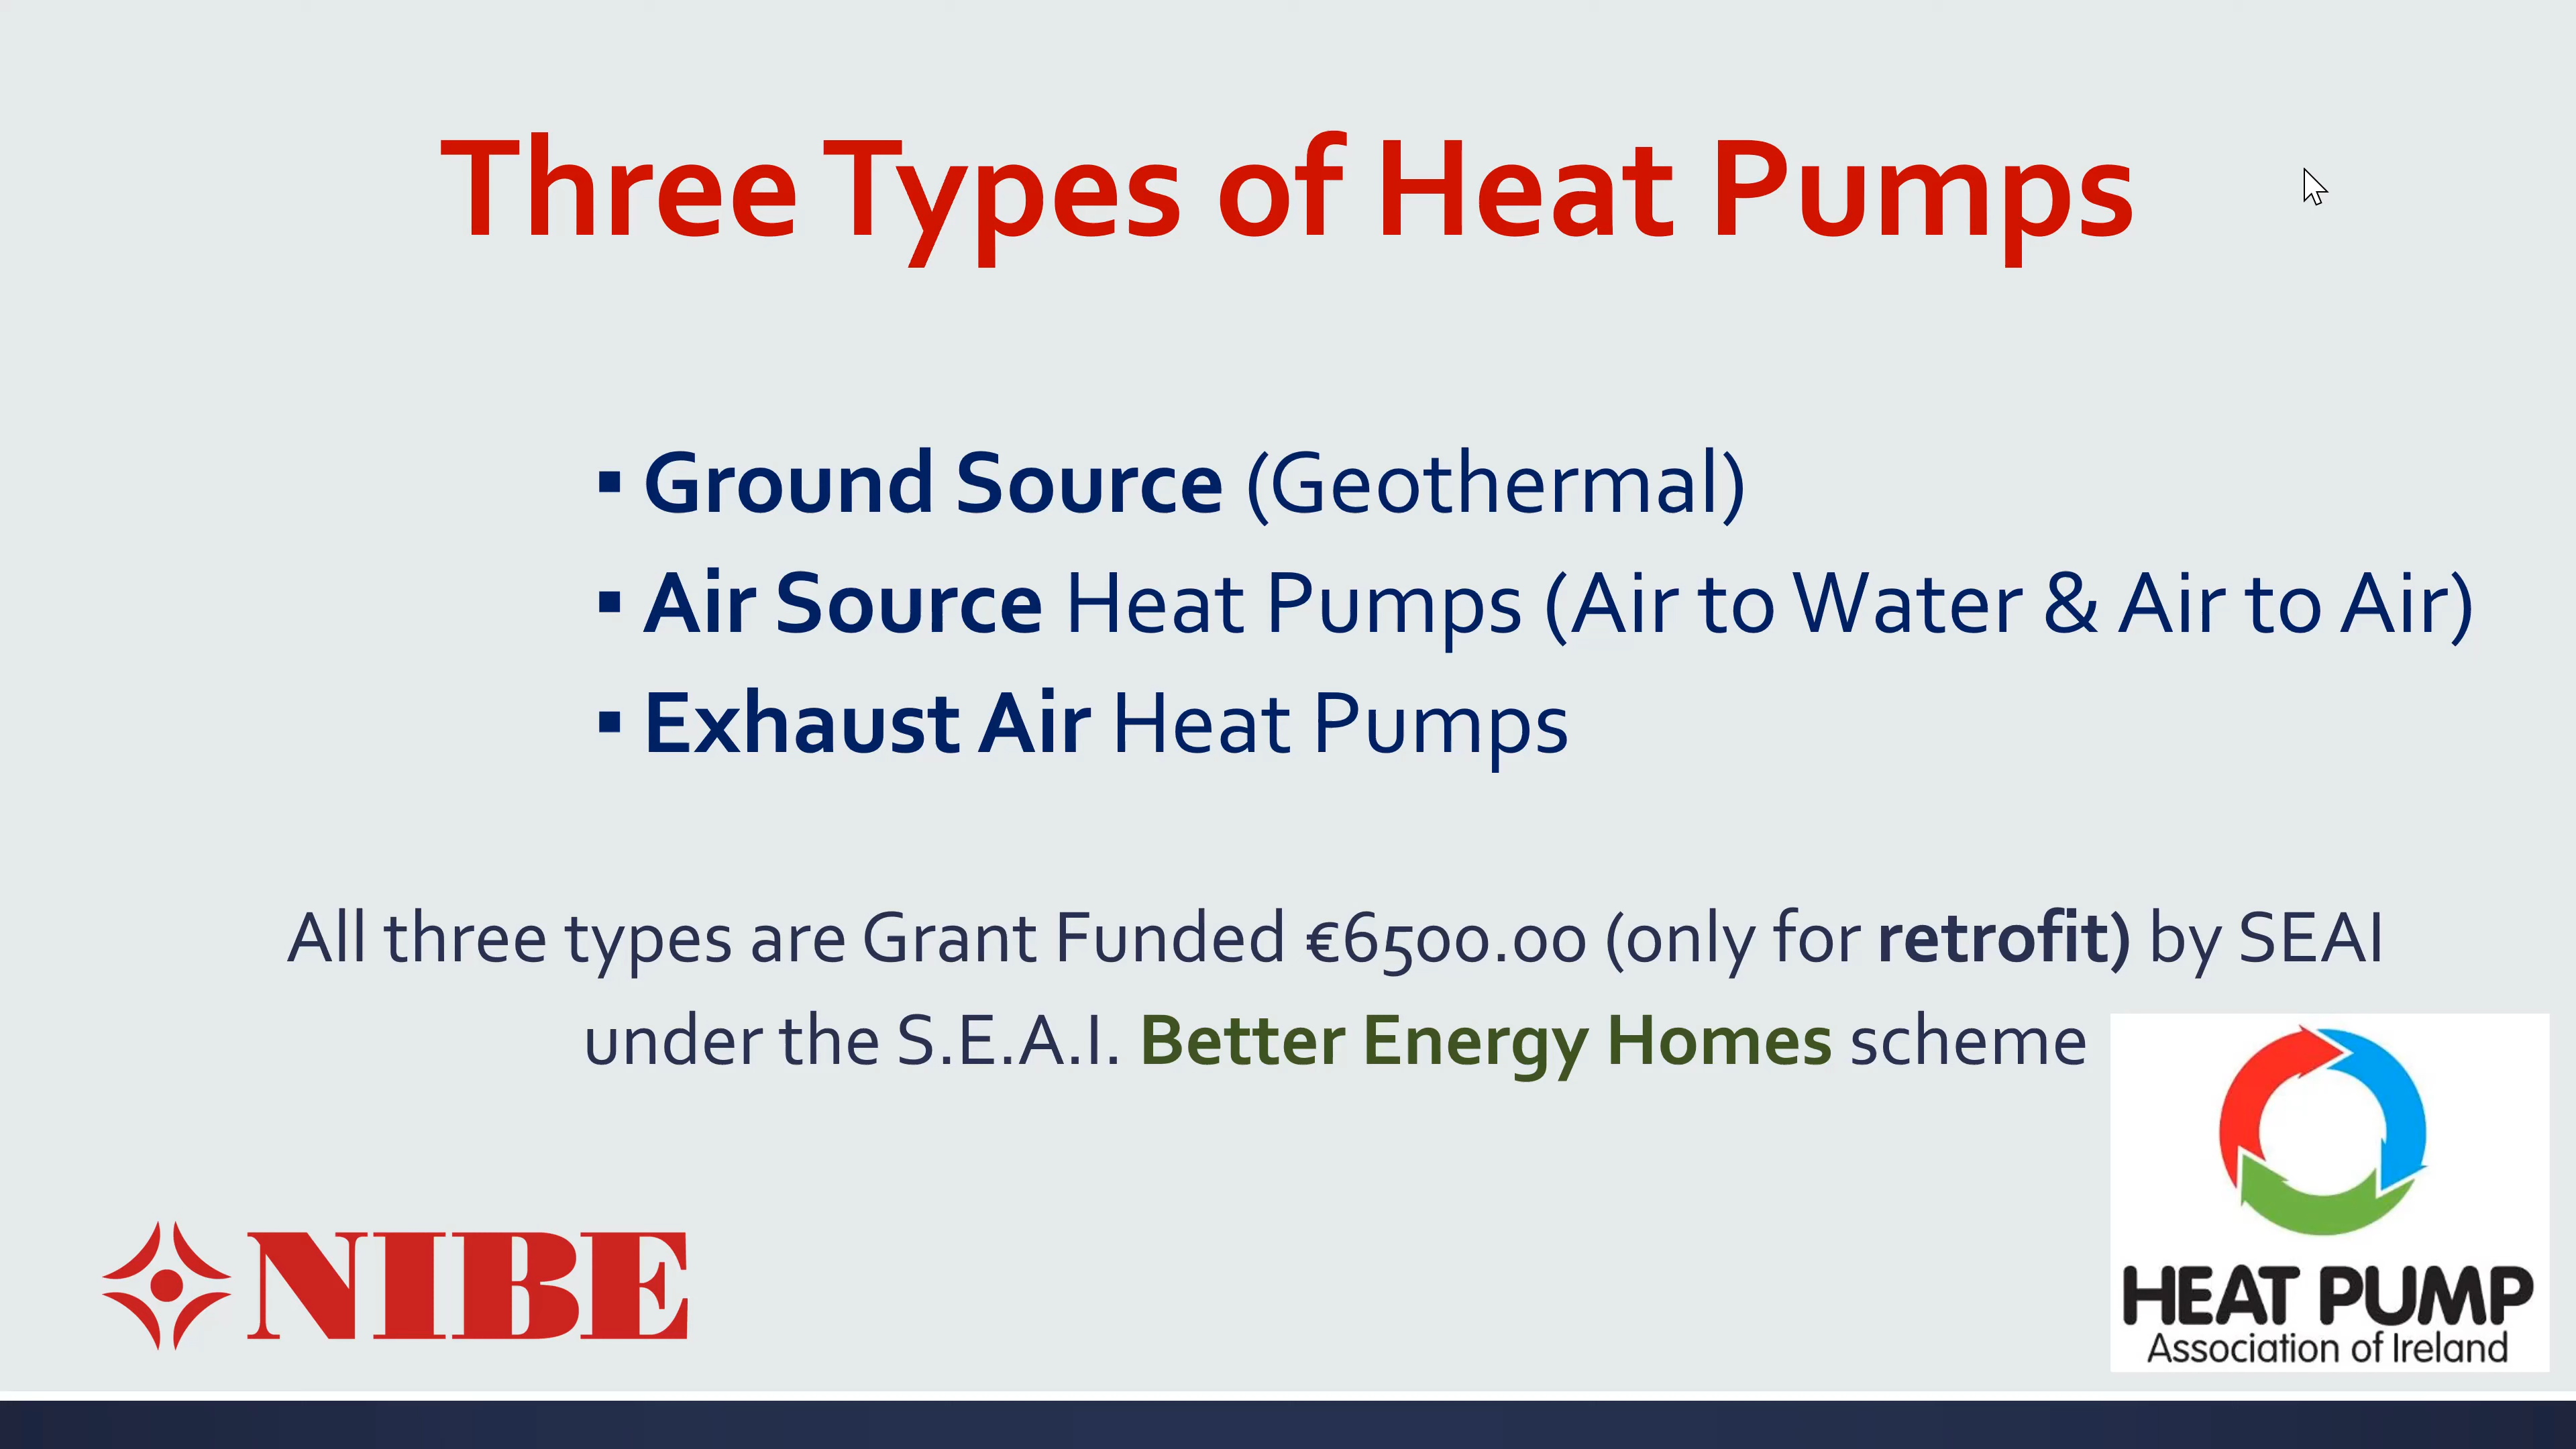 Three Types of Heat Pumps
▪ Ground Source (Geothermal)
▪ Air Source Heat Pumps (Air to Water & Air to Air)
▪ Exhaust Air Heat Pumps
All three types are Grant Funded €6500.00 (only for retrofit) by SEAI
under the S.E.A.I. Better Energy Homes scheme
NIBE
HEAT PUMP
Association of Ireland